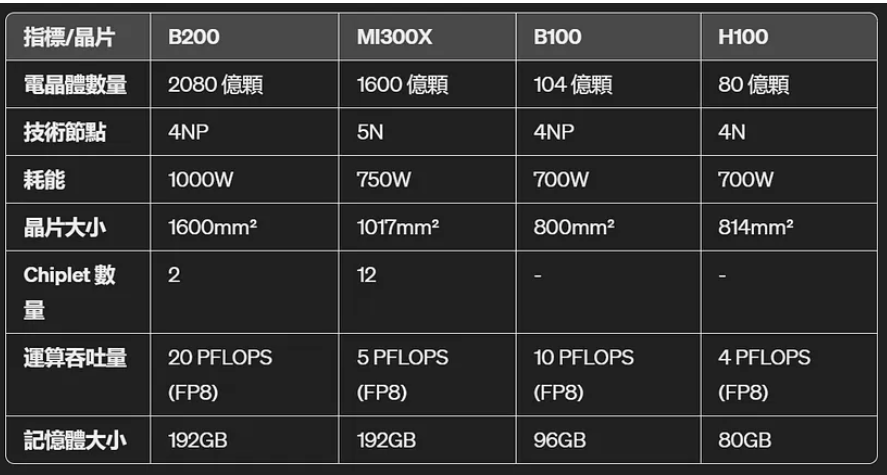 指標/晶片 B200 MI300X B100 H100
電晶體數量 2080 億顆 1600 億顆 104 億顆 80 億顆
技術節點 4NP 5N 4NP 4N
耗能 1000W 750W 700W 700W
晶片大小 1600mm² 1017mm² 800mm² 814mm²
Chiplet 數 2 12 - -
量
運算吞吐量 20 PFLOPS 5 PFLOPS 10 PFLOPS 4 PFLOPS
(FP8) (FP8) (FP8) (FP8)
記憶體大小 192GB 192GB 96GB 80GB